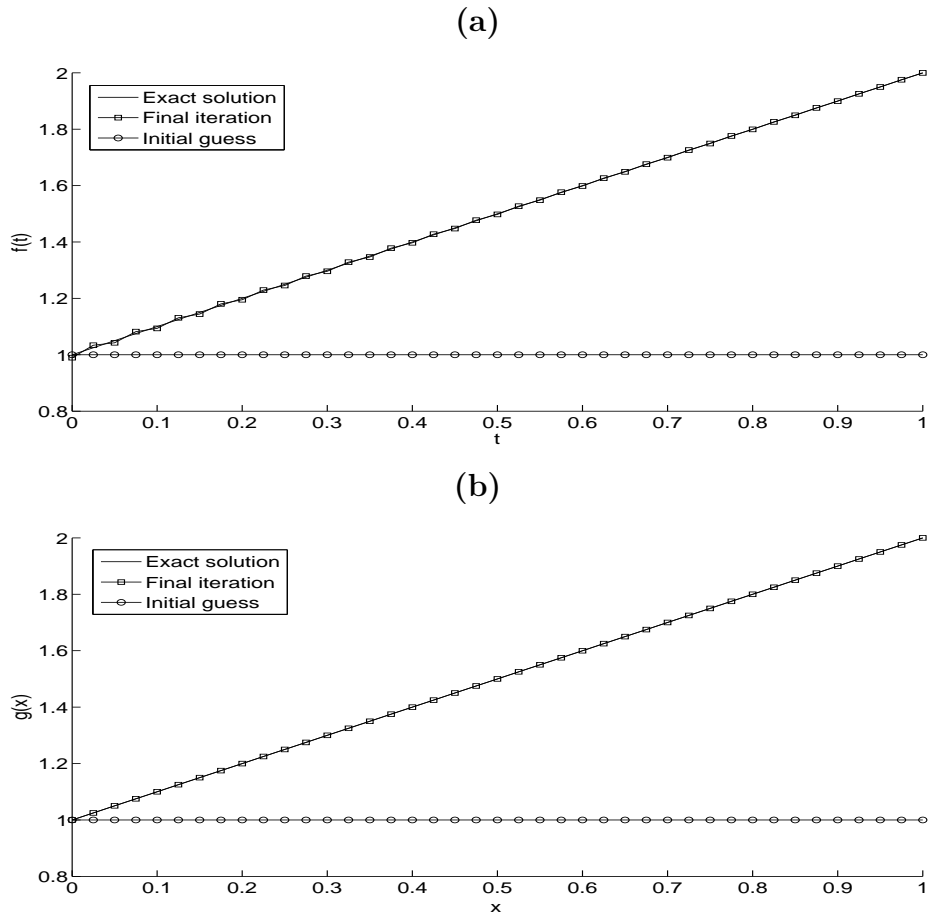 (a)
2
1.8
1.6
1.4
1.2
1
0.8
Exact solution
Final iteration
Initial guess
f(t)
0 0.1 0.2 0.3 0.4 0.5 0.6 0.7 0.8 0.9 1
t
(b)
2
1.8
1.6
1.4
1.2
1
0.8
Exact solution
Final iteration
Initial guess
g(x)
0 0.1 0.2 0.3 0.4 0.5 0.6 0.7 0.8 0.9 1
x